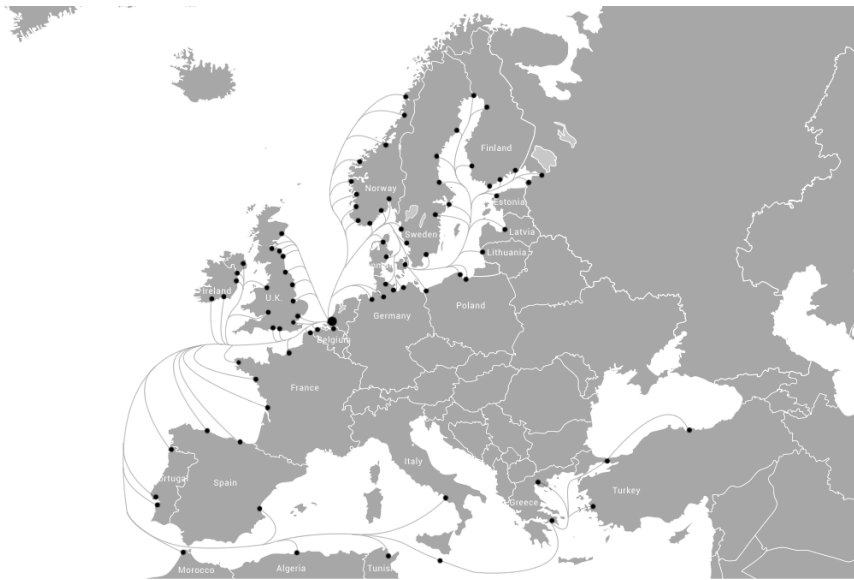 Finland
Norway
Estonia
Sweden
Latvia
Lithuania
Ireland
U.K.
Poland
Germany
Belgium
France
Italy
Spain
Portugal
Greece
Turkey
Morocco
Algeria
Tunis